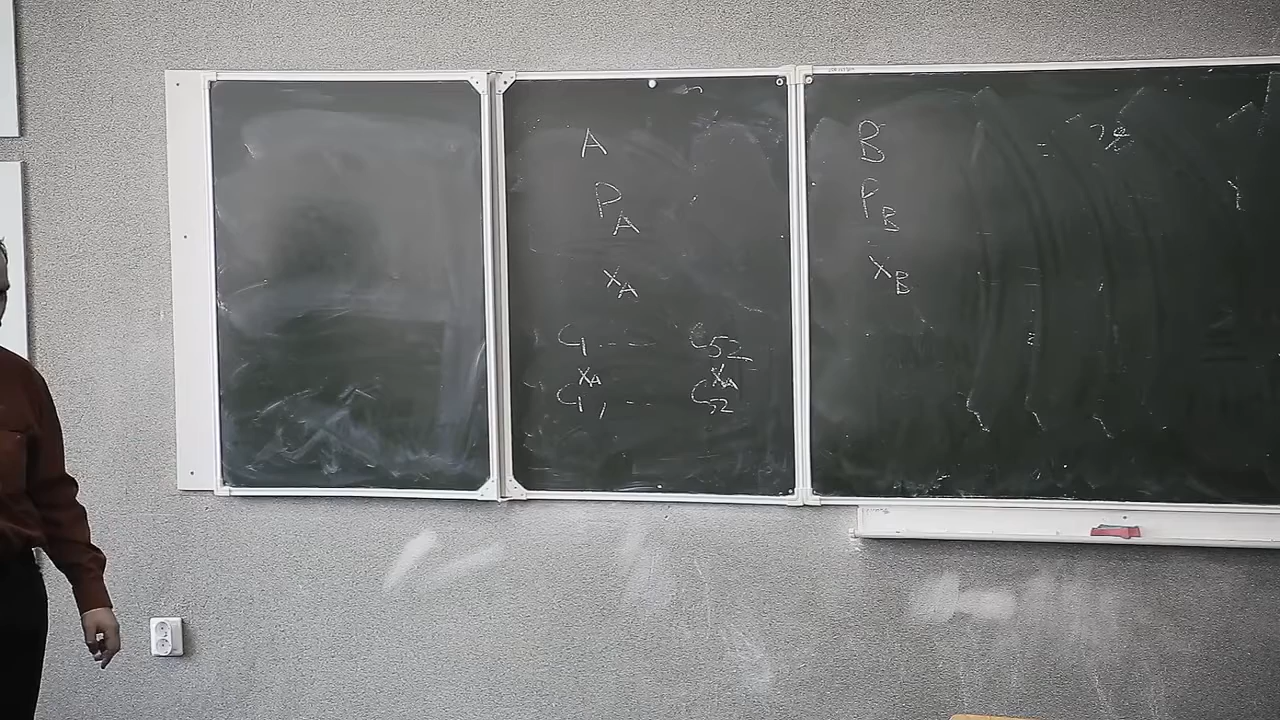 A
P_A
x_A
C_1 ... C_52
C_1^{x_A}, ... C_52^{x_A}
B
P_B
x_B